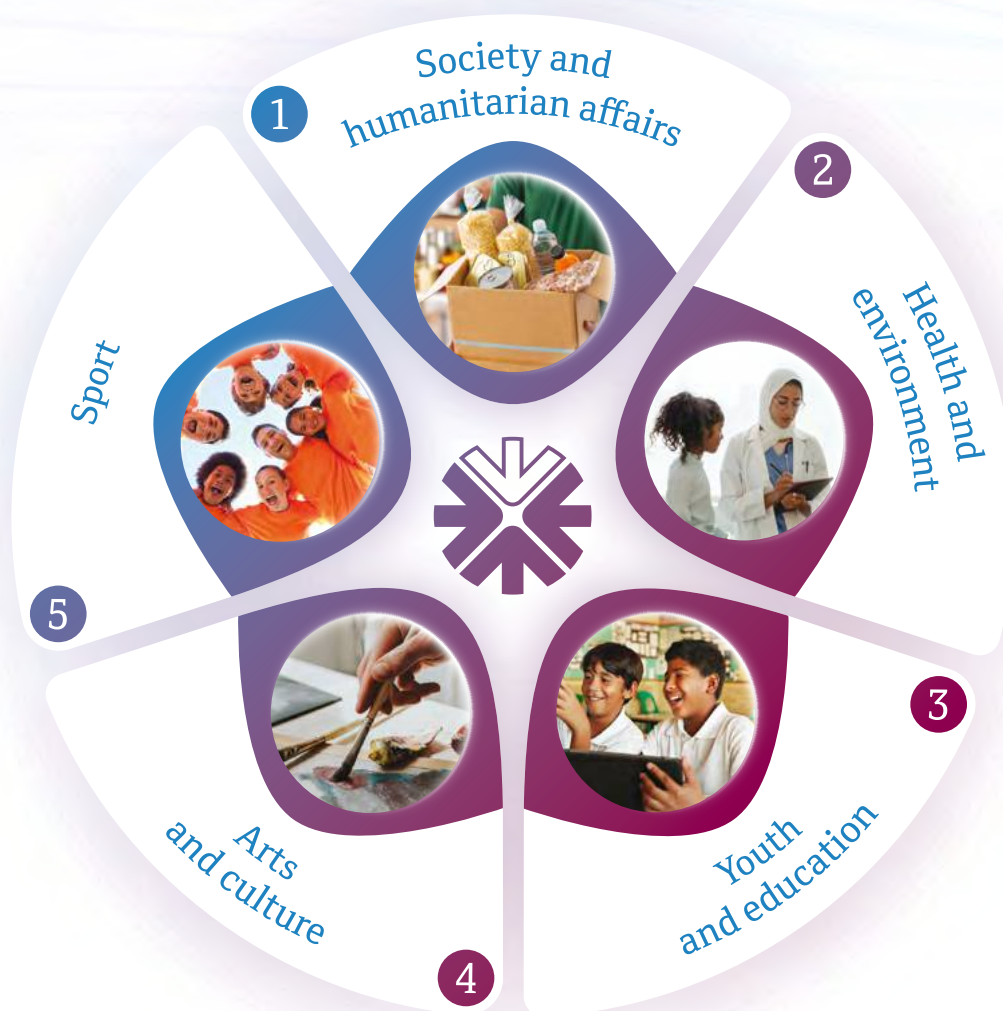 1
Society and
humanitarian affairs
2
Health and
environment
3
Youth
and education
4
Arts
and culture
5
Sport